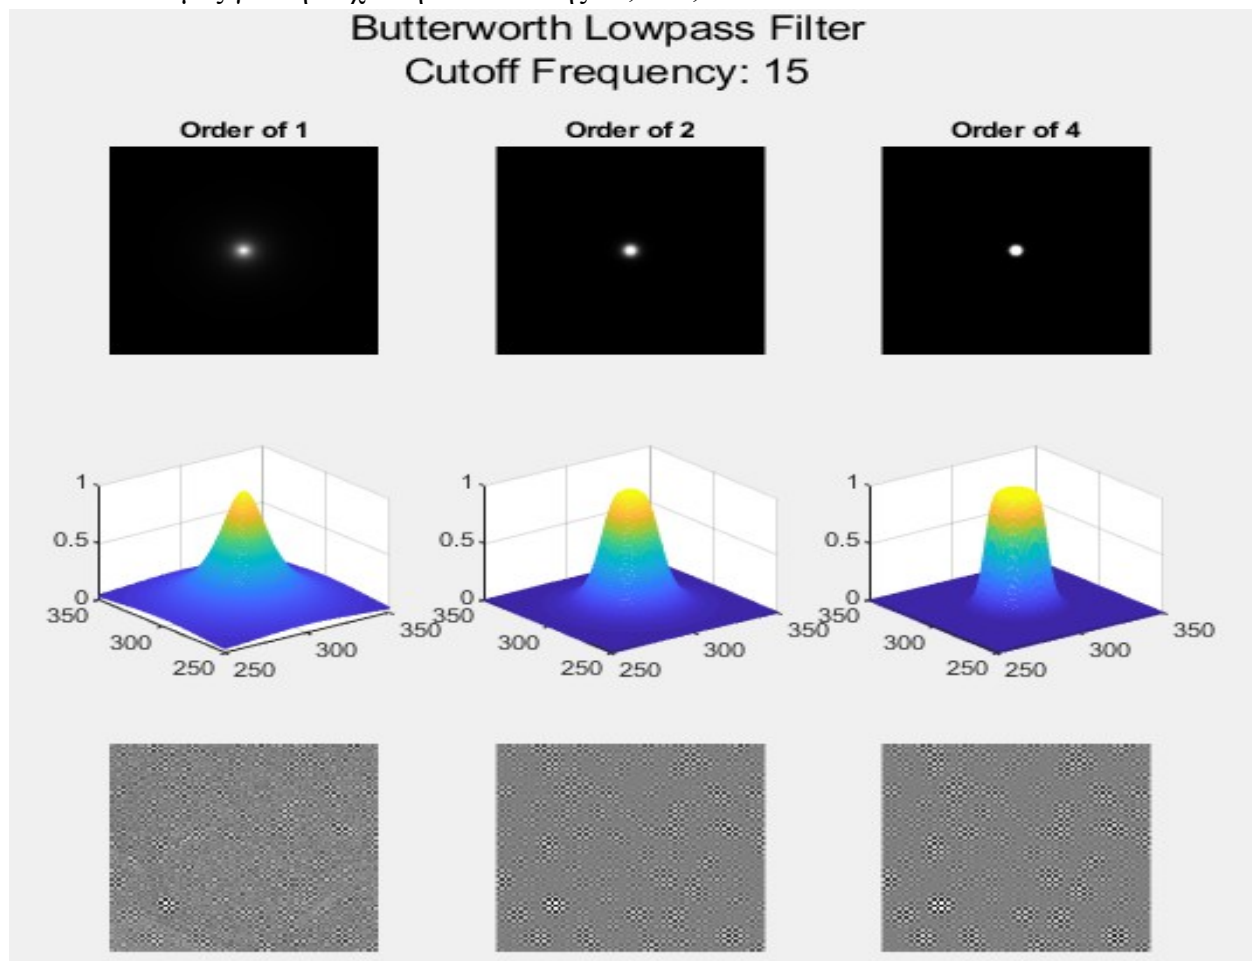 Butterworth Lowpass Filter
Cutoff Frequency: 15
Order of 1 Order of 2 Order of 4
1 1 1
0.5 0.5 0.5
0 0 0
350 300 250 250 300 350
350 300 250 250 300 350
350 300 250 250 300 350